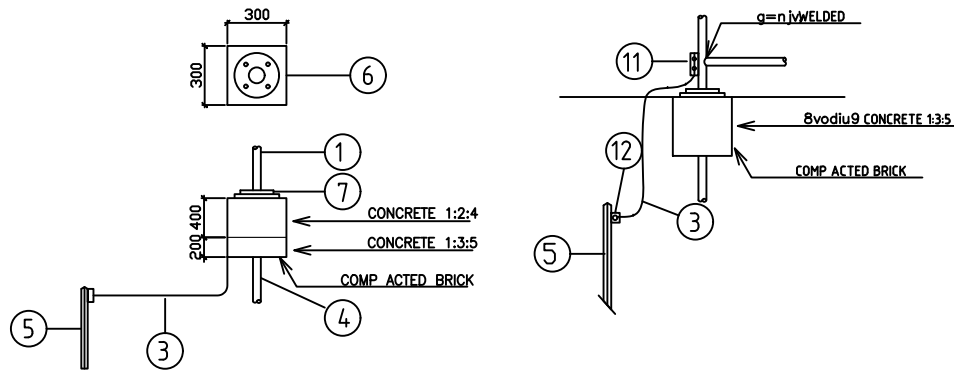 300
300
6
1
7
400
CONCRETE 1:2:4
200
CONCRETE 1:3:5
COMP ACTED BRICK
5
3
4
g=njvWELDED
11
8vodiu9 CONCRETE 1:3:5
12
COMP ACTED BRICK
3
5